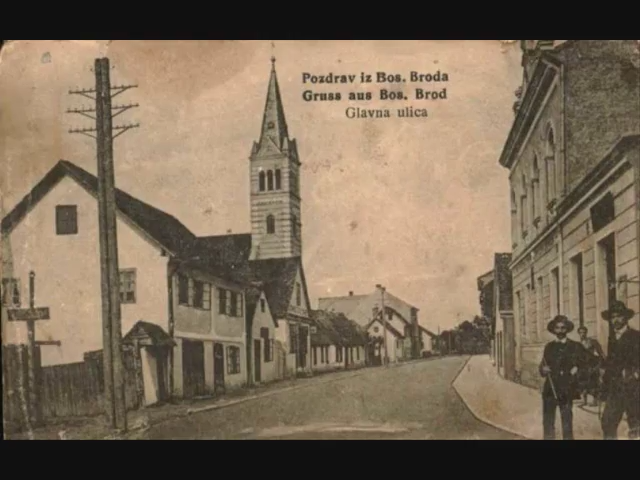 Pozdrav iz Bos. Broda
Gruss aus Bos. Brod
Glavna ulica